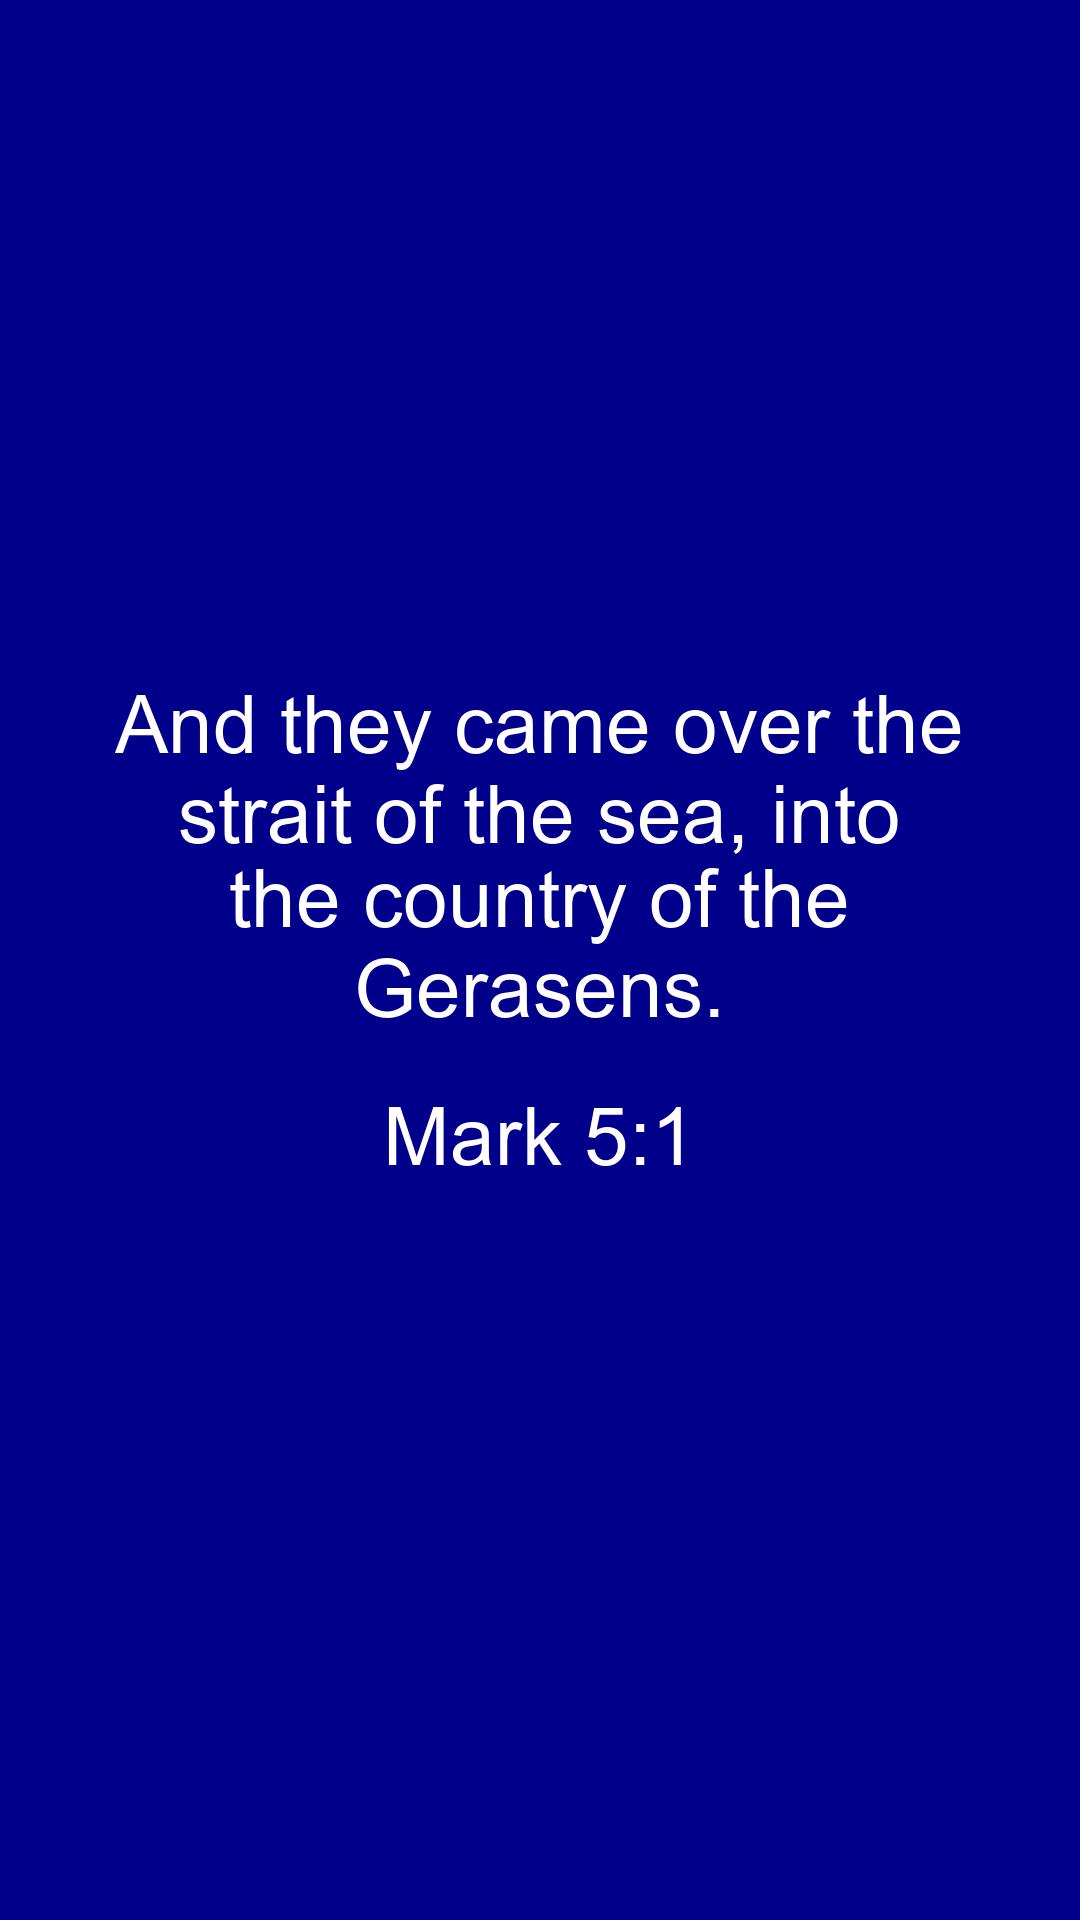 And they came over the
strait of the sea, into
the country of the
Gerasens.
Mark 5:1